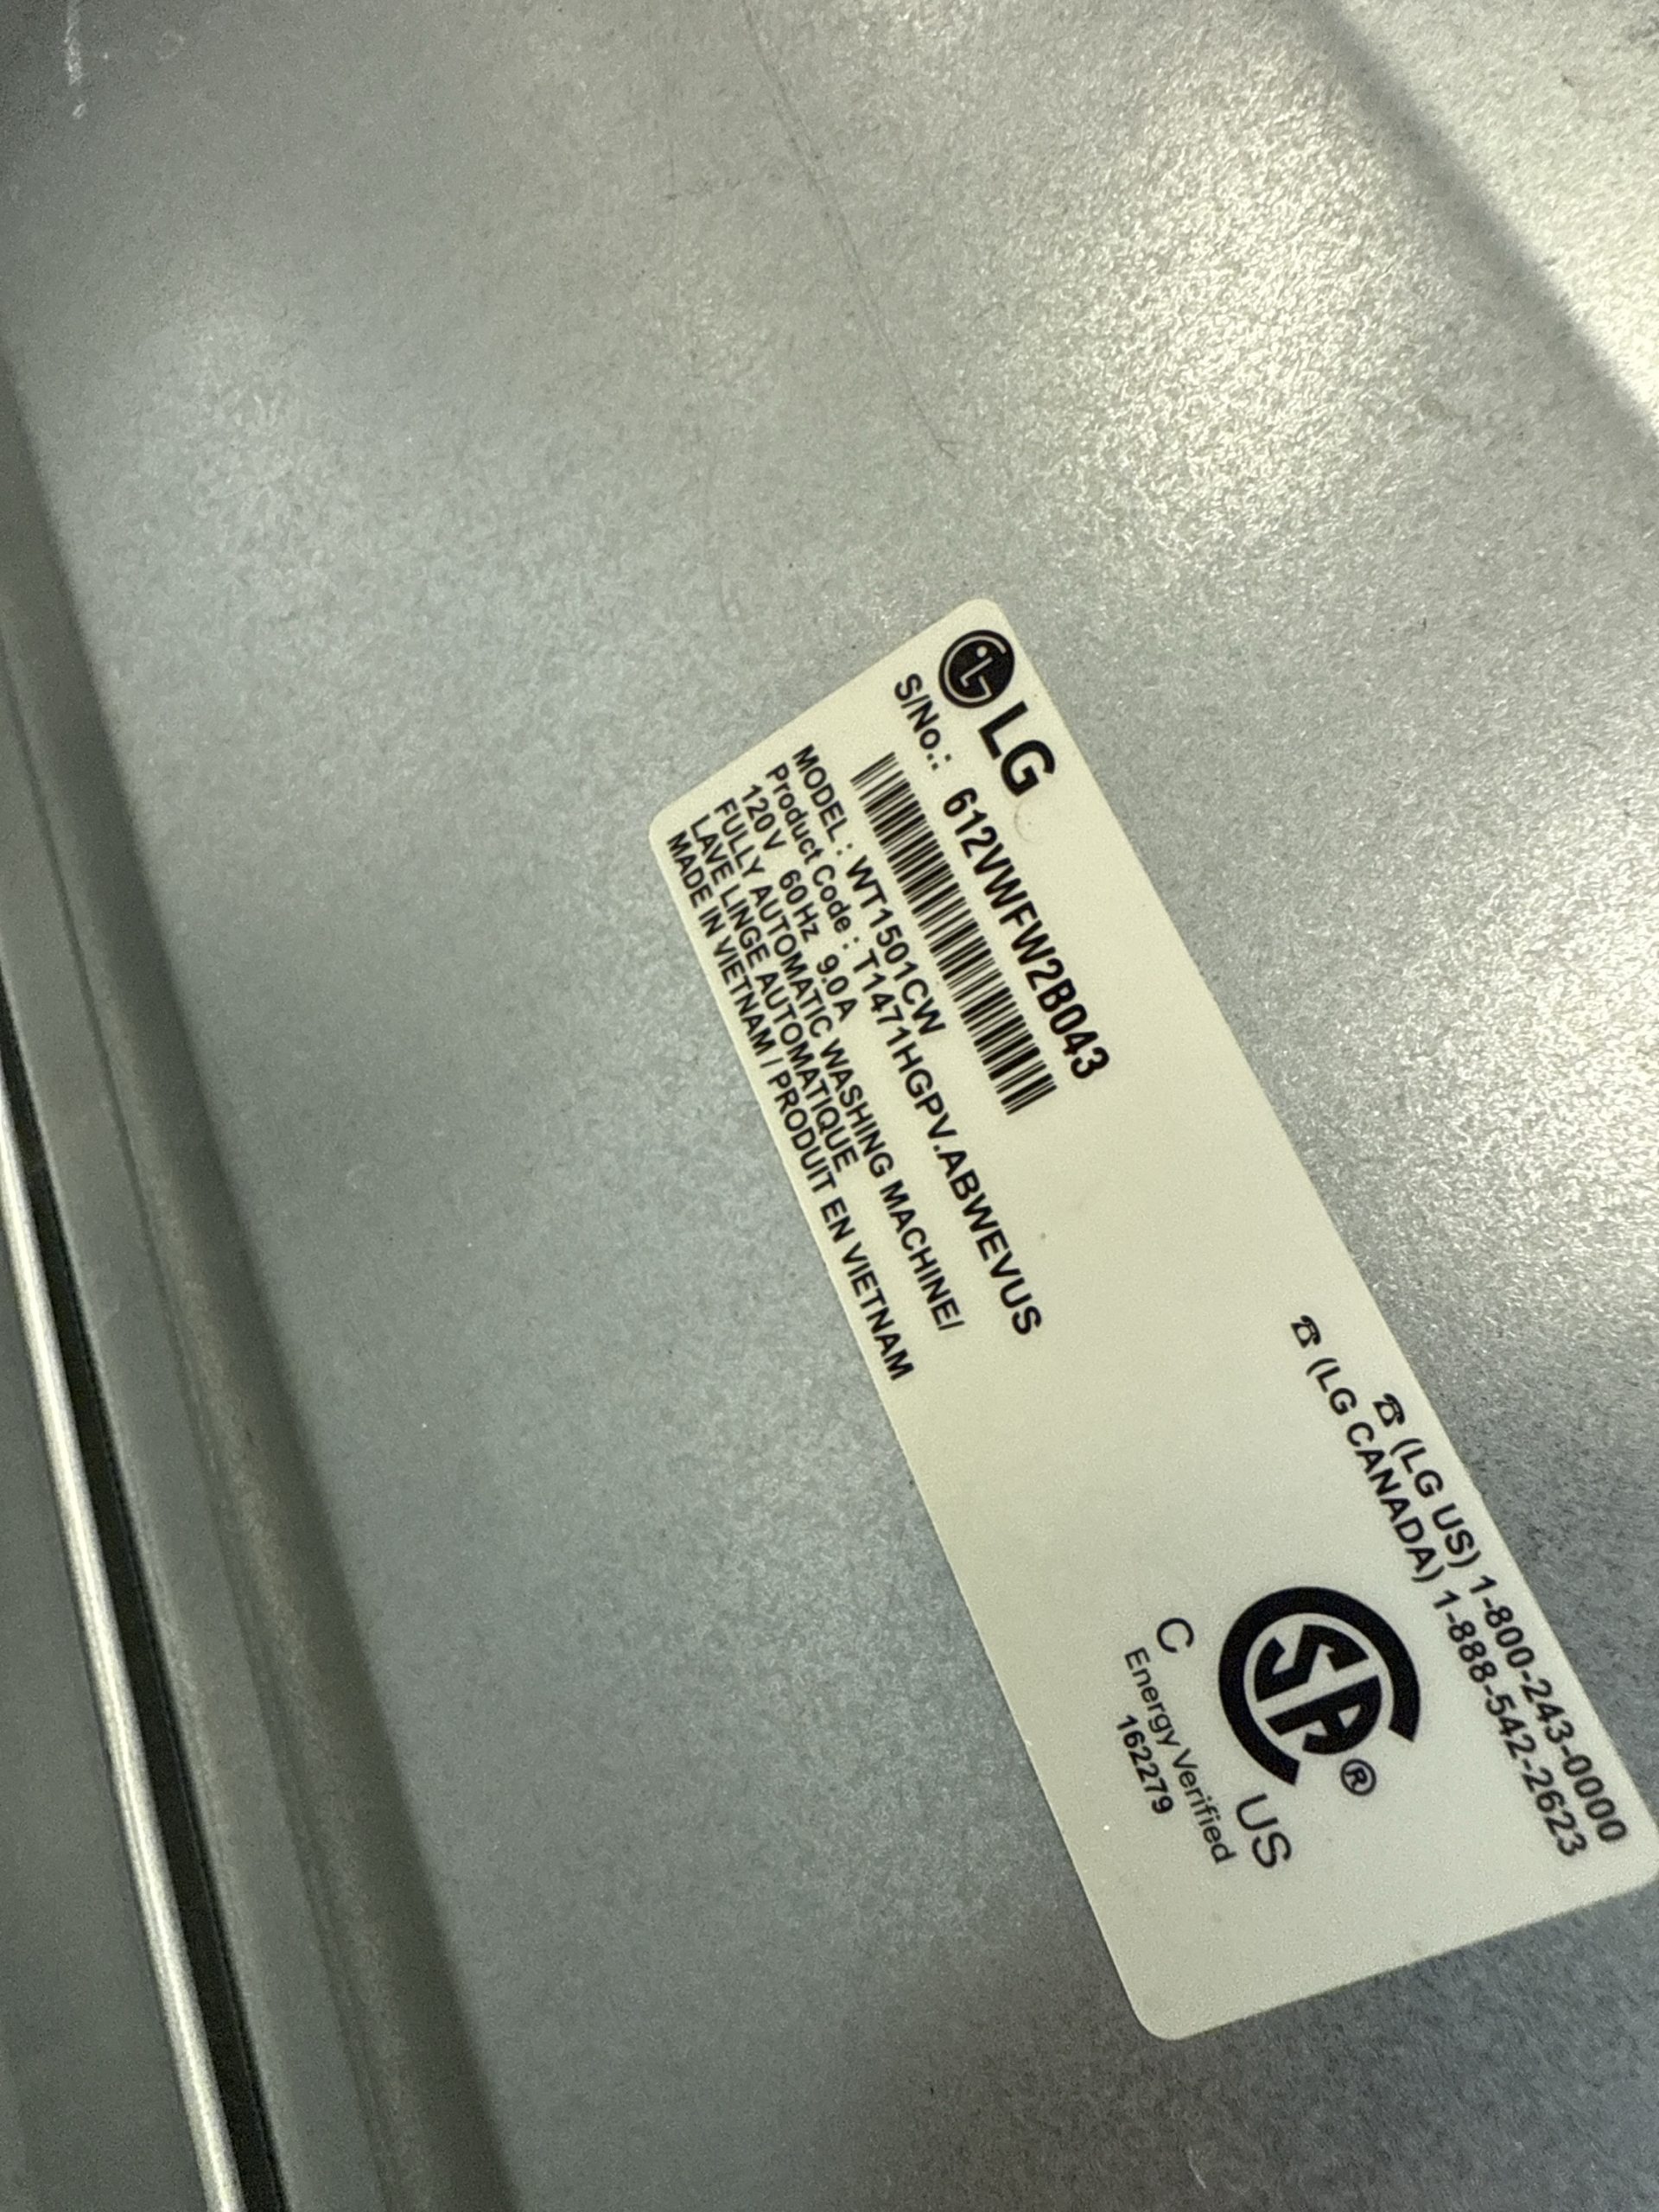 LG
S/No.: 612VWFW2B043
MODEL : WT1501CW
Product Code : T1471HGPV.ABWEVUS
120V 60Hz 9.0A
FULLY AUTOMATIC WASHING MACHINE/
LAVE LINGE AUTOMATIQUE
MADE IN VIETNAM / PRODUIT EN VIETNAM
☎ (LG US) 1-800-243-0000
☎ (LG CANADA) 1-888-542-2623
C SA ® US
Energy Verified
162279